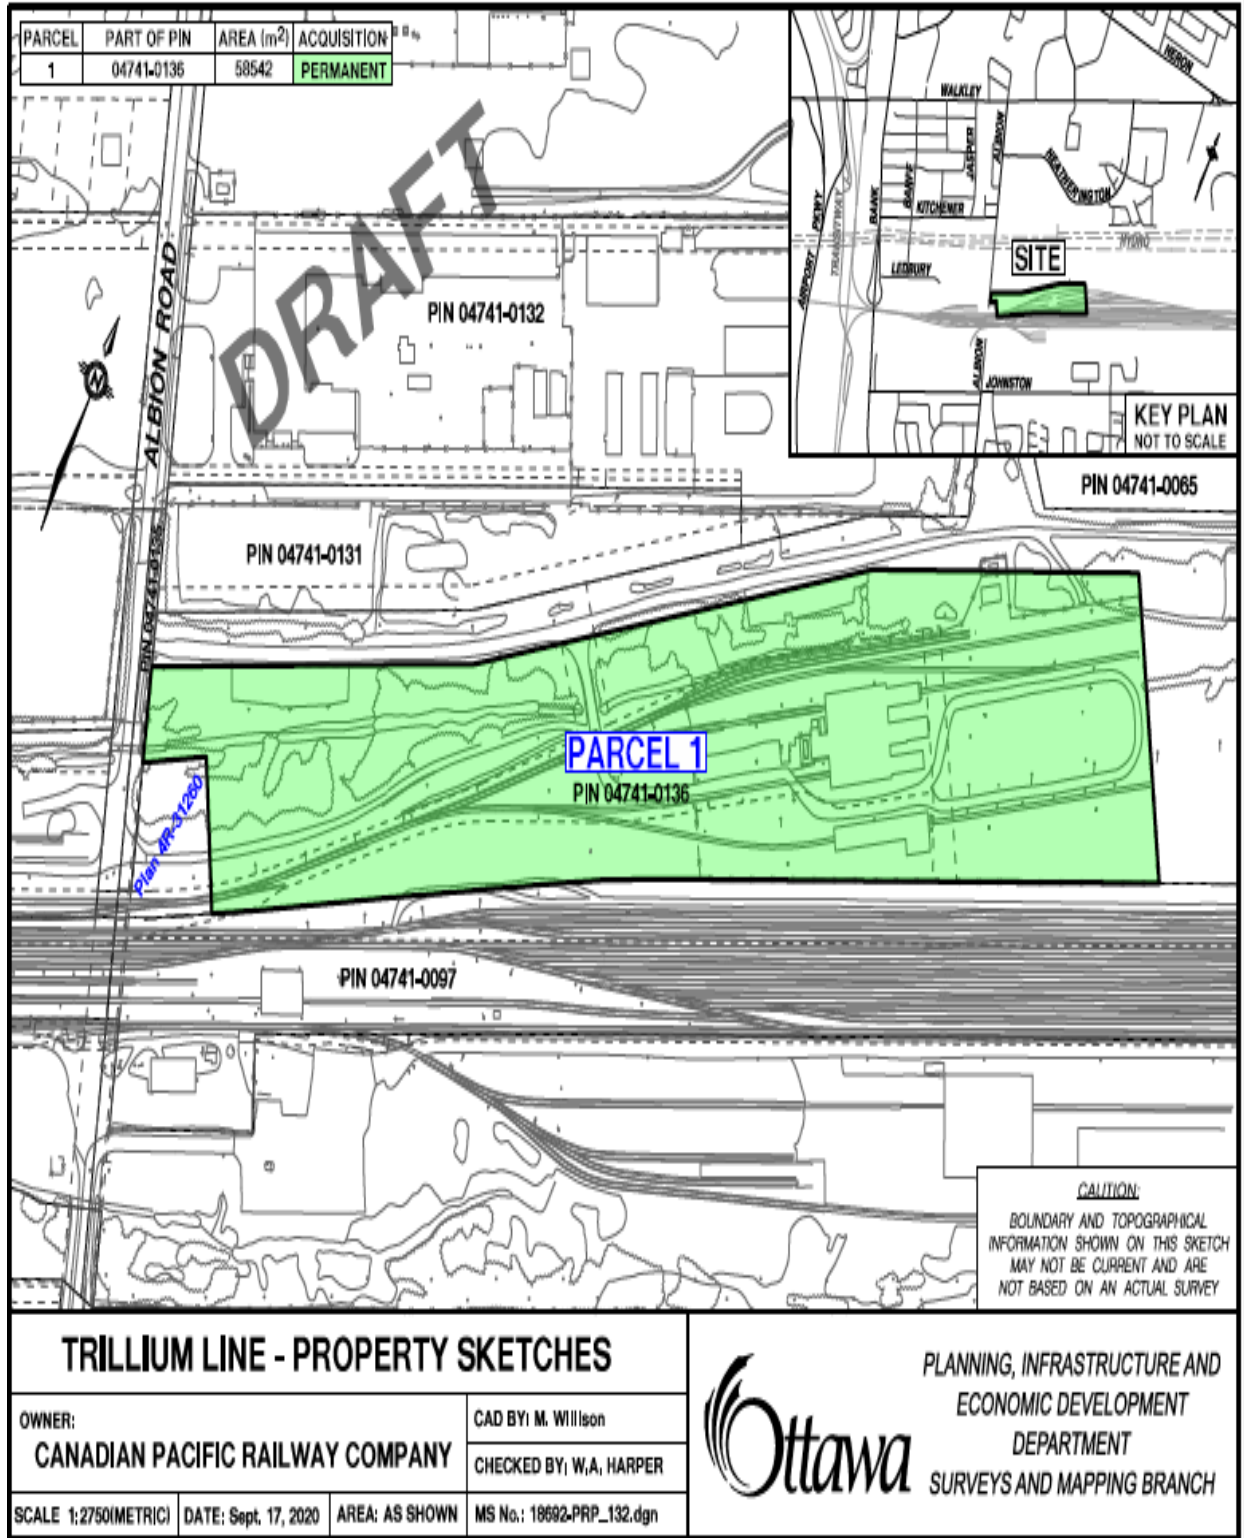 PARCEL PART OF PIN AREA (m²) ACQUISITION
1 04741-0136 58542 PERMANENT
DRAFT
ALBION ROAD
PIN 04741-0132
PIN 04741-0131
PIN 04741-0135
PIN 04741-0065
N
WALKLEY
HERON
ALBION
JASPER
BANFF
HEATHERINGTON
KITCHENER
BANK
AIRPORT PKWY
TRANSITWAY
HYDRO
LEDBURY
SITE
ALBION
JOHNSTON
KEY PLAN
NOT TO SCALE
PARCEL 1
PIN 04741-0136
Plan 4R-31260
PIN 04741-0097
CAUTION:
BOUNDARY AND TOPOGRAPHICAL
INFORMATION SHOWN ON THIS SKETCH
MAY NOT BE CURRENT AND ARE
NOT BASED ON AN ACTUAL SURVEY
TRILLIUM LINE - PROPERTY SKETCHES
OWNER:
CANADIAN PACIFIC RAILWAY COMPANY
CAD BY: M. Willson
CHECKED BY: W.A. HARPER
SCALE 1:2750(METRIC) DATE: Sept. 17, 2020 AREA: AS SHOWN MS No.: 18692-PRP_132.dgn
Ottawa
PLANNING, INFRASTRUCTURE AND
ECONOMIC DEVELOPMENT
DEPARTMENT
SURVEYS AND MAPPING BRANCH